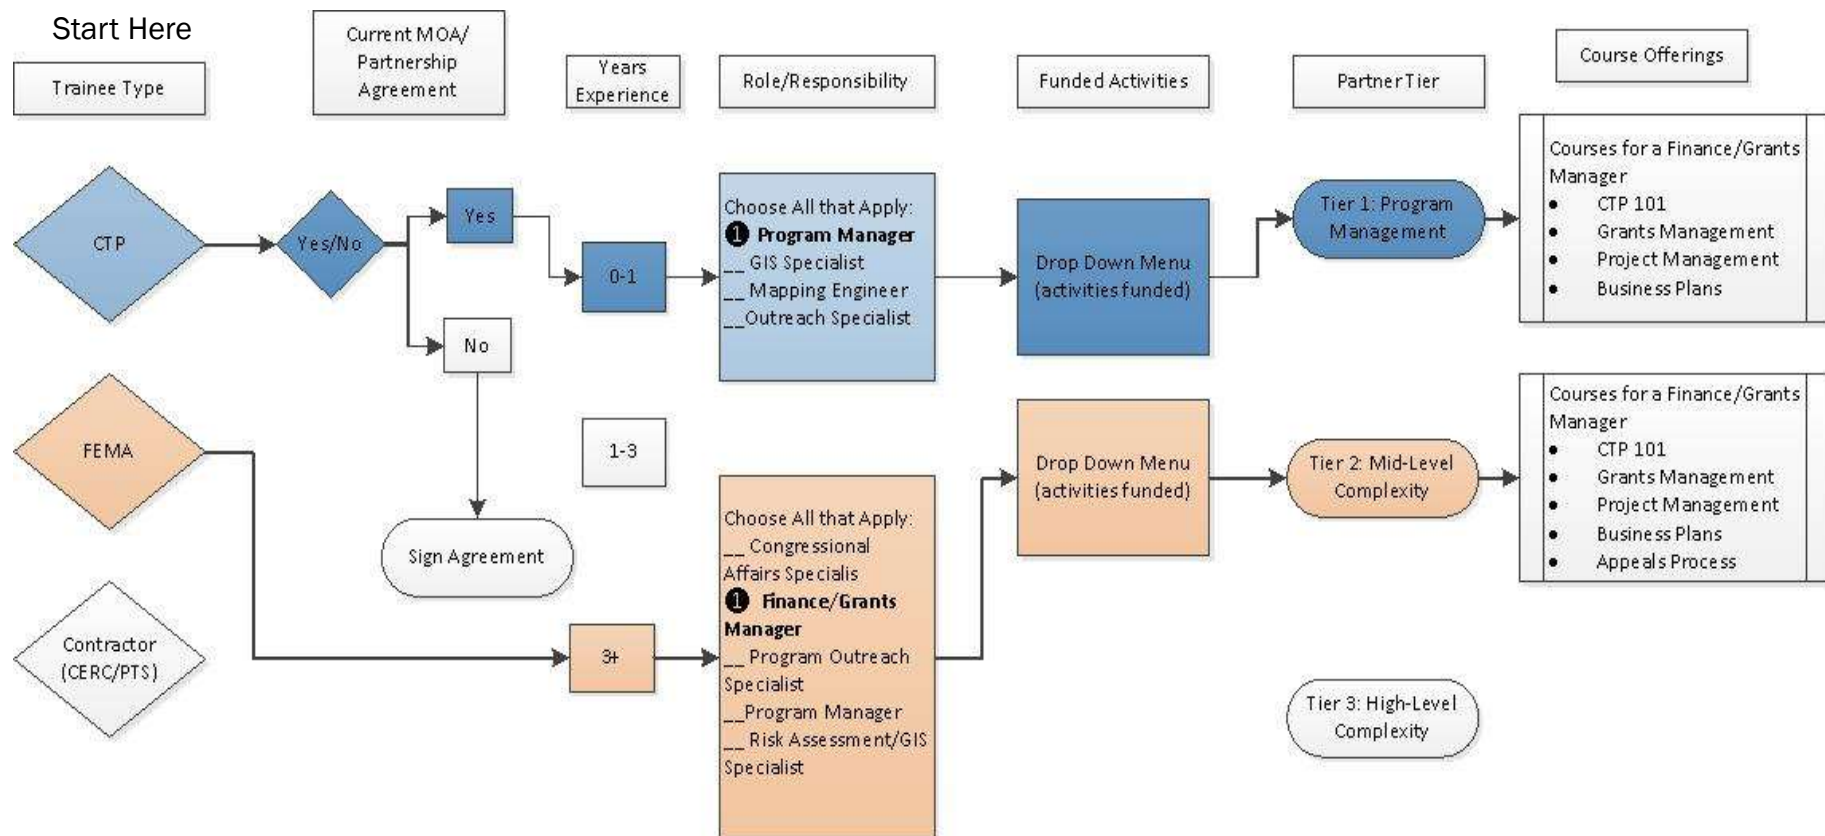 Start Here
Trainee Type
Current MOA/
Partnership
Agreement
Years
Experience
Role/Responsibility
Funded Activities
Partner Tier
Course Offerings
CTP
Yes/No
Yes
No
0-1
Choose All that Apply:
❶ Program Manager
__ GIS Specialist
__ Mapping Engineer
__Outreach Specialist
Drop Down Menu
(activities funded)
Tier 1: Program
Management
Courses for a Finance/Grants
Manager
• CTP 101
• Grants Management
• Project Management
• Business Plans
FEMA
1-3
Sign Agreement
3+
Choose All that Apply:
__ Congressional
Affairs Specialis
❶ Finance/Grants
Manager
__ Program Outreach
Specialist
__Program Manager
__ Risk Assessment/GIS
Specialist
Drop Down Menu
(activities funded)
Tier 2: Mid-Level
Complexity
Courses for a Finance/Grants
Manager
• CTP 101
• Grants Management
• Project Management
• Business Plans
• Appeals Process
Contractor
(CERC/PTS)
Tier 3: High-Level
Complexity